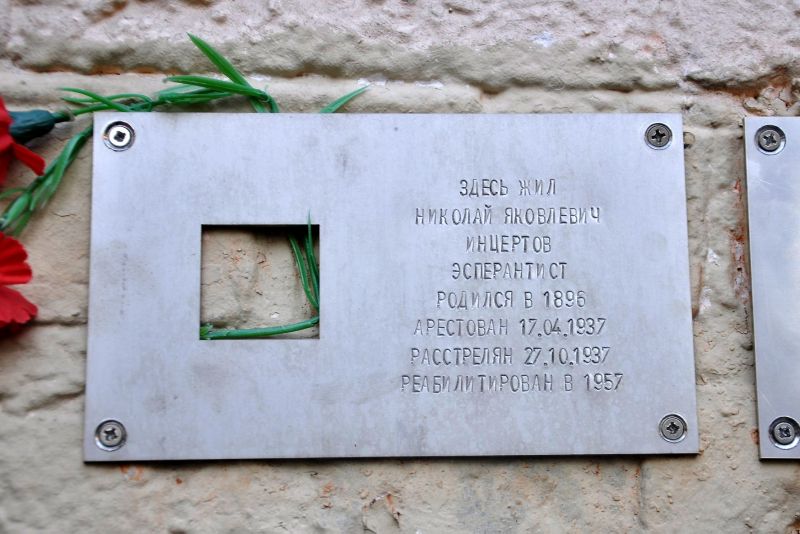 ЗДЕСЬ ЖИЛ
НИКОЛАЙ ЯКОВЛЕВИЧ
ИНЦЕРТОВ
ЭСПЕРАНТИСТ
РОДИЛСЯ В 1896
АРЕСТОВАН 17.04.1937
РАССТРЕЛЯН 27.10.1937
РЕАБИЛИТИРОВАН В 1957